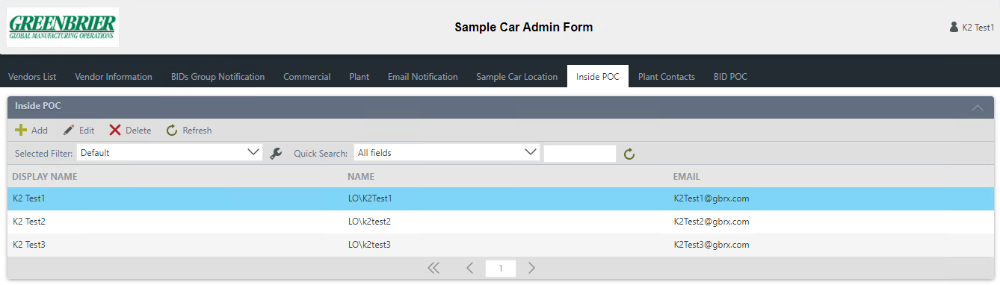 GREENBRIER
GLOBAL MANUFACTURING OPERATIONS
Sample Car Admin Form
K2 Test1
Vendors List Vendor Information BIDs Group Notification Commercial Plant Email Notification Sample Car Location Inside POC Plant Contacts BID POC
Inside POC
Add Edit Delete Refresh
Selected Filter: Default Quick Search: All fields
DISPLAY NAME NAME EMAIL
K2 Test1 LO\K2Test1 K2Test1@gbrx.com
K2 Test2 LO\k2test2 K2Test2@gbrx.com
K2 Test3 LO\k2test3 K2Test3@gbrx.com
1